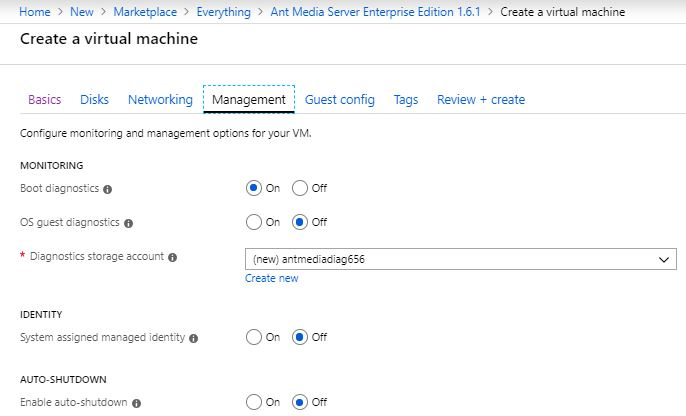 Home > New > Marketplace > Everything > Ant Media Server Enterprise Edition 1.6.1 > Create a virtual machine
Create a virtual machine
Basics Disks Networking Management Guest config Tags Review + create
Configure monitoring and management options for your VM.
MONITORING
Boot diagnostics On Off
OS guest diagnostics On Off
* Diagnostics storage account (new) antmediadiag656
Create new
IDENTITY
System assigned managed identity On Off
AUTO-SHUTDOWN
Enable auto-shutdown On Off